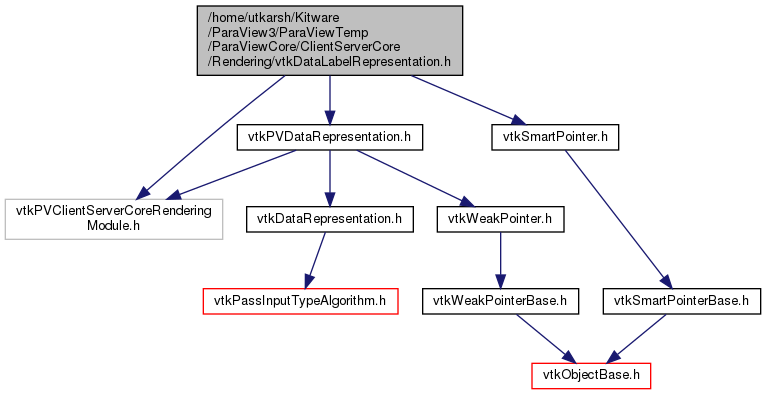 /home/utkarsh/Kitware
/ParaView3/ParaViewTemp
/ParaViewCore/ClientServerCore
/Rendering/vtkDataLabelRepresentation.h
vtkPVDataRepresentation.h
vtkSmartPointer.h
vtkPVClientServerCoreRendering
Module.h
vtkDataRepresentation.h
vtkWeakPointer.h
vtkPassInputTypeAlgorithm.h
vtkWeakPointerBase.h
vtkSmartPointerBase.h
vtkObjectBase.h